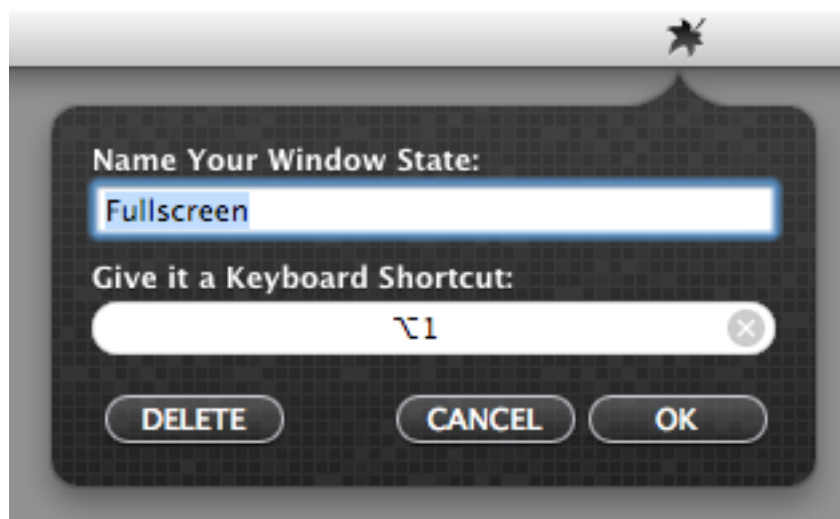 Name Your Window State:
Fullscreen
Give it a Keyboard Shortcut:
⌥1
DELETE CANCEL OK